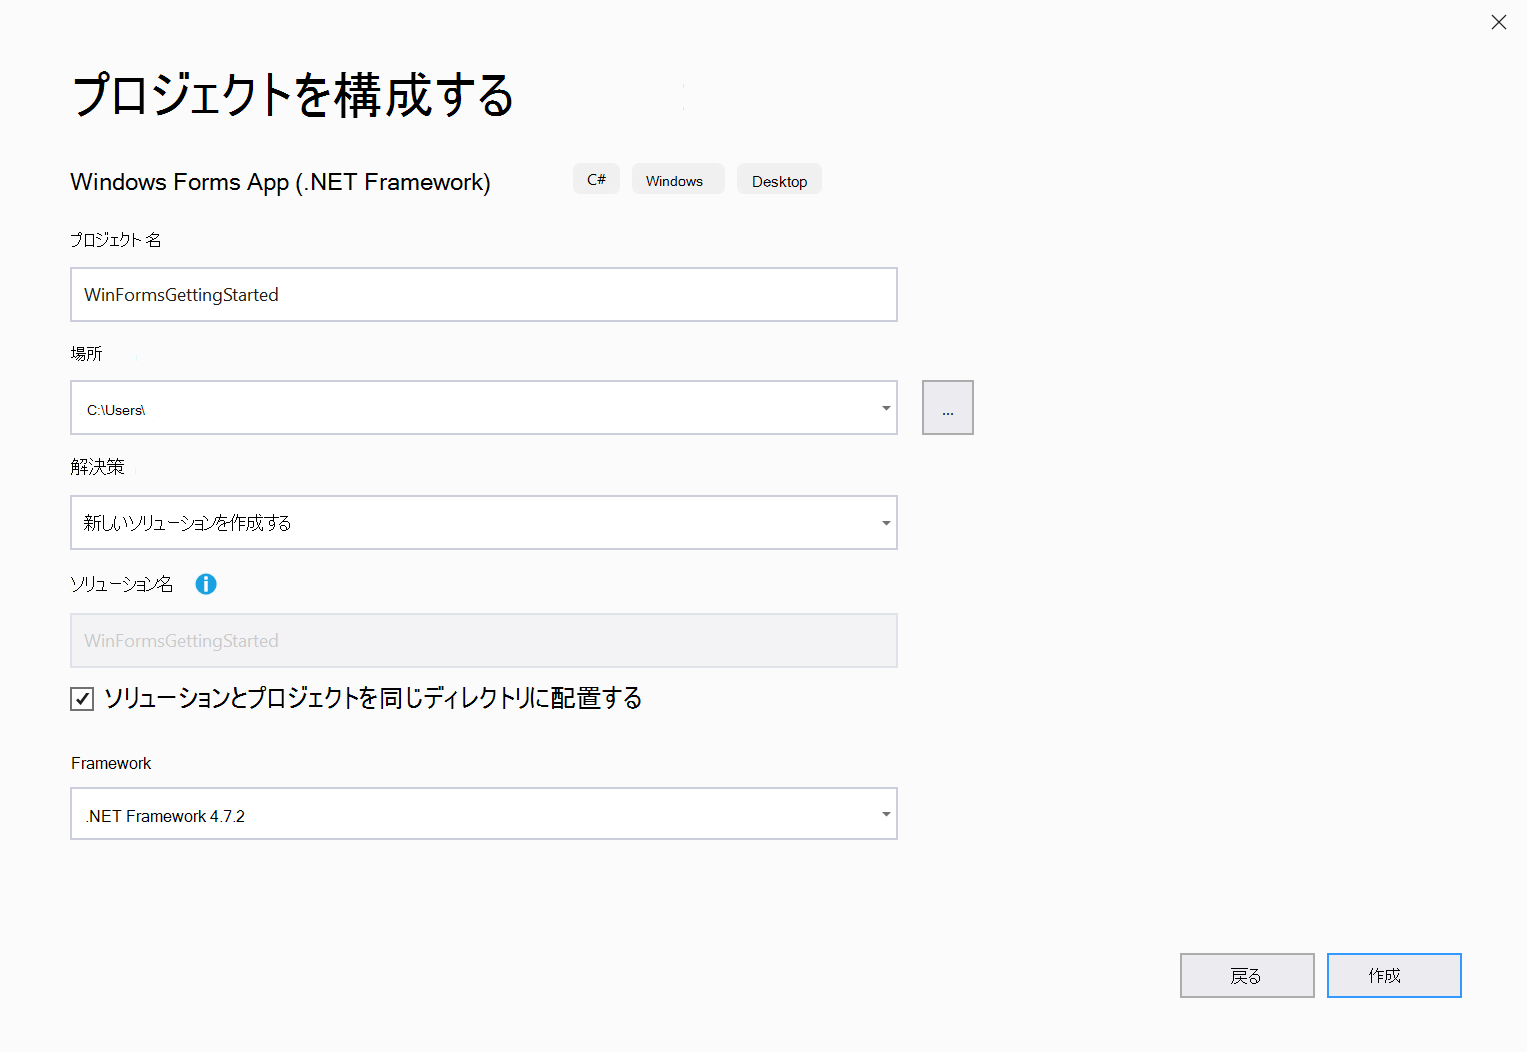 プロジェクトを構成する
Windows Forms App (.NET Framework) C# Windows Desktop
プロジェクト名
WinFormsGettingStarted
場所
C:\Users\
...
解決策
新しいソリューションを作成する
ソリューション名
WinFormsGettingStarted
ソリューションとプロジェクトを同じディレクトリに配置する
Framework
.NET Framework 4.7.2
戻る 作成